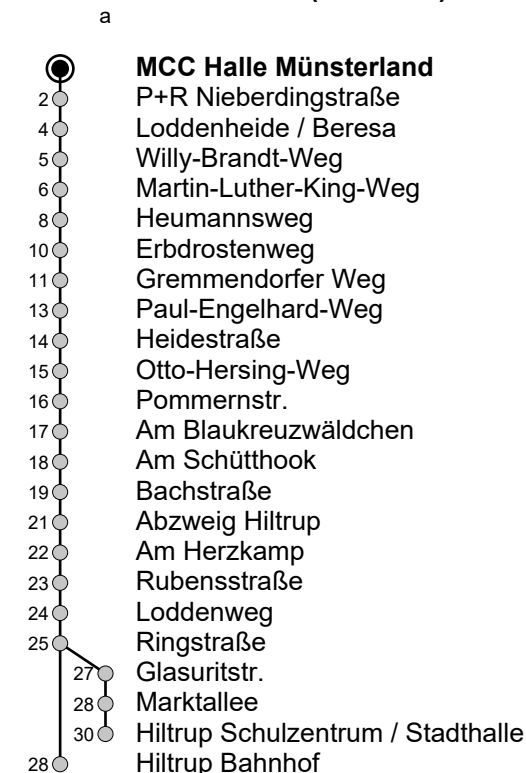 a
MCC Halle Münsterland
2 P+R Nieberdingstraße
4 Loddenheide / Beresa
5 Willy-Brandt-Weg
6 Martin-Luther-King-Weg
8 Heumannsweg
10 Erbdrostenweg
11 Gremmendorfer Weg
13 Paul-Engelhard-Weg
14 Heidestraße
15 Otto-Hersing-Weg
16 Pommernstr.
17 Am Blaukreuzwäldchen
18 Am Schütthook
19 Bachstraße
21 Abzweig Hiltrup
22 Am Herzkamp
23 Rubensstraße
24 Loddenweg
25 Ringstraße
27 Glasuritstr.
28 Marktallee
30 Hiltrup Schulzentrum / Stadthalle
28 Hiltrup Bahnhof